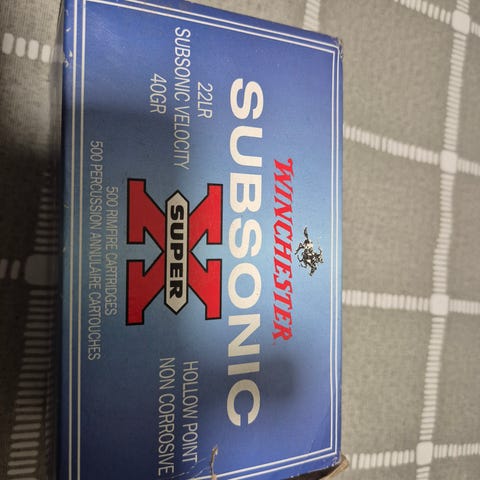 WINCHESTER
SUBSONIC
22LR
SUBSONIC VELOCITY
40GR
SUPER
X
HOLLOW POINT
NON CORROSIVE
500 RIMFIRE CARTRIDGES
500 PERCUSSION ANNULAIRE CARTOUCHES